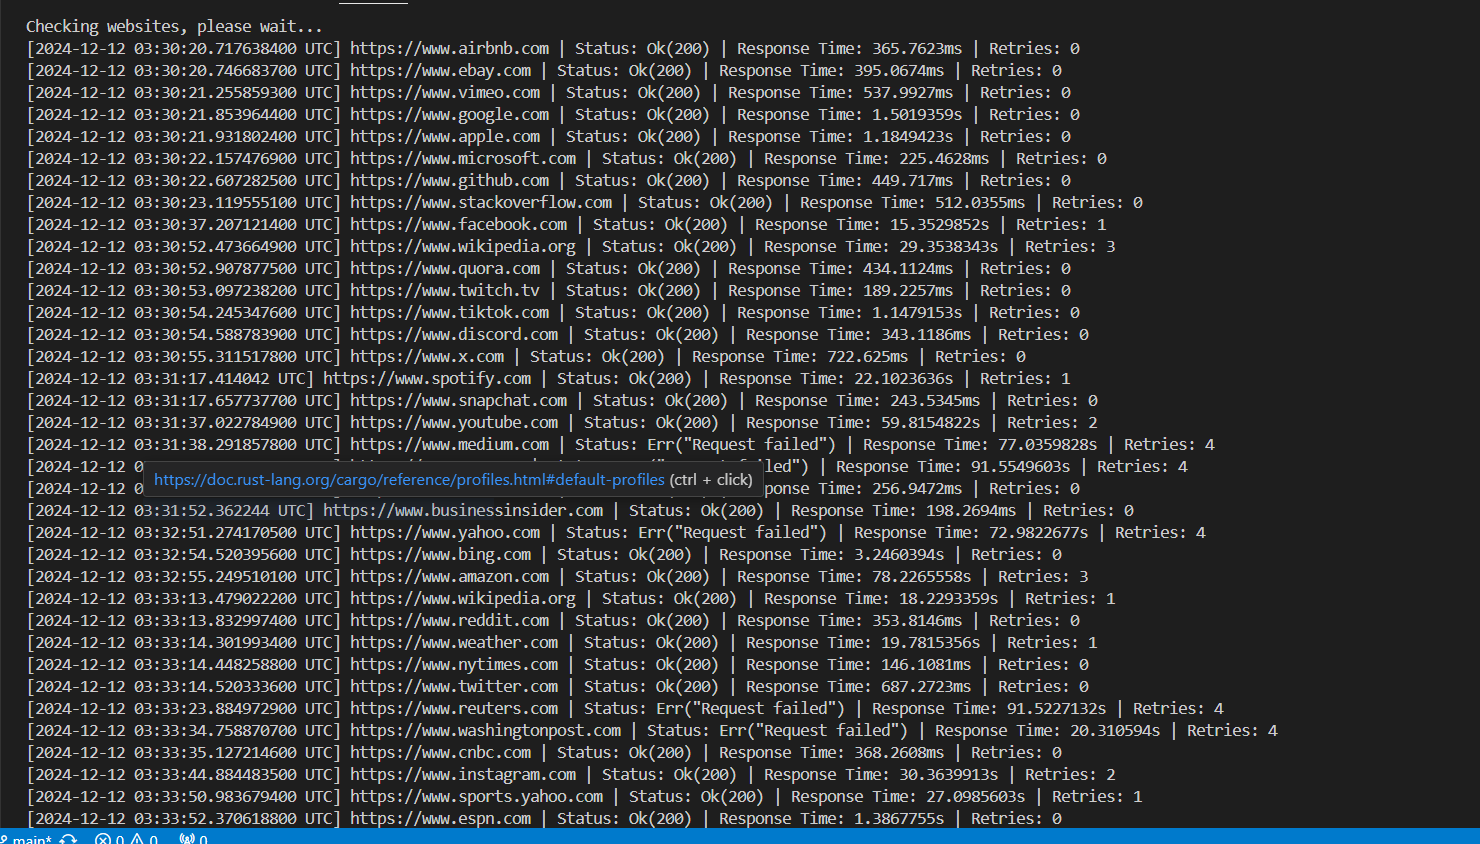 Checking websites, please wait...
[2024-12-12 03:30:20.717638400 UTC] https://www.airbnb.com | Status: Ok(200) | Response Time: 365.7623ms | Retries: 0
[2024-12-12 03:30:20.746683700 UTC] https://www.ebay.com | Status: Ok(200) | Response Time: 395.0674ms | Retries: 0
[2024-12-12 03:30:21.255859300 UTC] https://www.vimeo.com | Status: Ok(200) | Response Time: 537.9927ms | Retries: 0
[2024-12-12 03:30:21.853964400 UTC] https://www.google.com | Status: Ok(200) | Response Time: 1.5019359s | Retries: 0
[2024-12-12 03:30:21.931802400 UTC] https://www.apple.com | Status: Ok(200) | Response Time: 1.1849423s | Retries: 0
[2024-12-12 03:30:22.157476900 UTC] https://www.microsoft.com | Status: Ok(200) | Response Time: 225.4628ms | Retries: 0
[2024-12-12 03:30:22.607282500 UTC] https://www.github.com | Status: Ok(200) | Response Time: 449.717ms | Retries: 0
[2024-12-12 03:30:23.119555100 UTC] https://www.stackoverflow.com | Status: Ok(200) | Response Time: 512.0355ms | Retries: 0
[2024-12-12 03:30:37.207121400 UTC] https://www.facebook.com | Status: Ok(200) | Response Time: 15.3529852s | Retries: 1
[2024-12-12 03:30:52.473664900 UTC] https://www.wikipedia.org | Status: Ok(200) | Response Time: 29.3538343s | Retries: 3
[2024-12-12 03:30:52.907877500 UTC] https://www.quora.com | Status: Ok(200) | Response Time: 434.1124ms | Retries: 0
[2024-12-12 03:30:53.097238200 UTC] https://www.twitch.tv | Status: Ok(200) | Response Time: 189.2257ms | Retries: 0
[2024-12-12 03:30:54.245347600 UTC] https://www.tiktok.com | Status: Ok(200) | Response Time: 1.1479153s | Retries: 0
[2024-12-12 03:30:54.588783900 UTC] https://www.discord.com | Status: Ok(200) | Response Time: 343.1186ms | Retries: 0
[2024-12-12 03:30:55.311517800 UTC] https://www.x.com | Status: Ok(200) | Response Time: 722.625ms | Retries: 0
[2024-12-12 03:31:17.414042 UTC] https://www.spotify.com | Status: Ok(200) | Response Time: 22.1023636s | Retries: 1
[2024-12-12 03:31:17.657737700 UTC] https://www.snapchat.com | Status: Ok(200) | Response Time: 243.5345ms | Retries: 0
[2024-12-12 03:31:37.022784900 UTC] https://www.youtube.com | Status: Ok(200) | Response Time: 59.8154822s | Retries: 2
[2024-12-12 03:31:38.291857800 UTC] https://www.medium.com | Status: Err("Request failed") | Response Time: 77.0359828s | Retries: 4
[2024-12-12 failed") | Response Time: 91.5549603s | Retries: 4
https://doc.rust-lang.org/cargo/reference/profiles.html#default-profiles (ctrl + click)
[2024-12-12 Time: 256.9472ms | Retries: 0
[2024-12-12 03:31:52.362244 UTC] https://www.businessinsider.com | Status: Ok(200) | Response Time: 198.2694ms | Retries: 0
[2024-12-12 03:32:51.274170500 UTC] https://www.yahoo.com | Status: Err("Request failed") | Response Time: 72.9822677s | Retries: 4
[2024-12-12 03:32:54.520395600 UTC] https://www.bing.com | Status: Ok(200) | Response Time: 3.2460394s | Retries: 0
[2024-12-12 03:32:55.249510100 UTC] https://www.amazon.com | Status: Ok(200) | Response Time: 78.2265558s | Retries: 3
[2024-12-12 03:33:13.479022200 UTC] https://www.wikipedia.org | Status: Ok(200) | Response Time: 18.2293359s | Retries: 1
[2024-12-12 03:33:13.832997400 UTC] https://www.reddit.com | Status: Ok(200) | Response Time: 353.8146ms | Retries: 0
[2024-12-12 03:33:14.301993400 UTC] https://www.weather.com | Status: Ok(200) | Response Time: 19.7815356s | Retries: 1
[2024-12-12 03:33:14.448258800 UTC] https://www.nytimes.com | Status: Ok(200) | Response Time: 146.1081ms | Retries: 0
[2024-12-12 03:33:14.520333600 UTC] https://www.twitter.com | Status: Ok(200) | Response Time: 687.2723ms | Retries: 0
[2024-12-12 03:33:23.884972900 UTC] https://www.reuters.com | Status: Err("Request failed") | Response Time: 91.5227132s | Retries: 4
[2024-12-12 03:33:34.758870700 UTC] https://www.washingtonpost.com | Status: Err("Request failed") | Response Time: 20.310594s | Retries: 4
[2024-12-12 03:33:35.127214600 UTC] https://www.cnbc.com | Status: Ok(200) | Response Time: 368.2608ms | Retries: 0
[2024-12-12 03:33:44.884483500 UTC] https://www.instagram.com | Status: Ok(200) | Response Time: 30.3639913s | Retries: 2
[2024-12-12 03:33:50.983679400 UTC] https://www.sports.yahoo.com | Status: Ok(200) | Response Time: 27.0985603s | Retries: 1
[2024-12-12 03:33:52.370618800 UTC] https://www.espn.com | Status: Ok(200) | Response Time: 1.3867755s | Retries: 0
main* 0 0 0